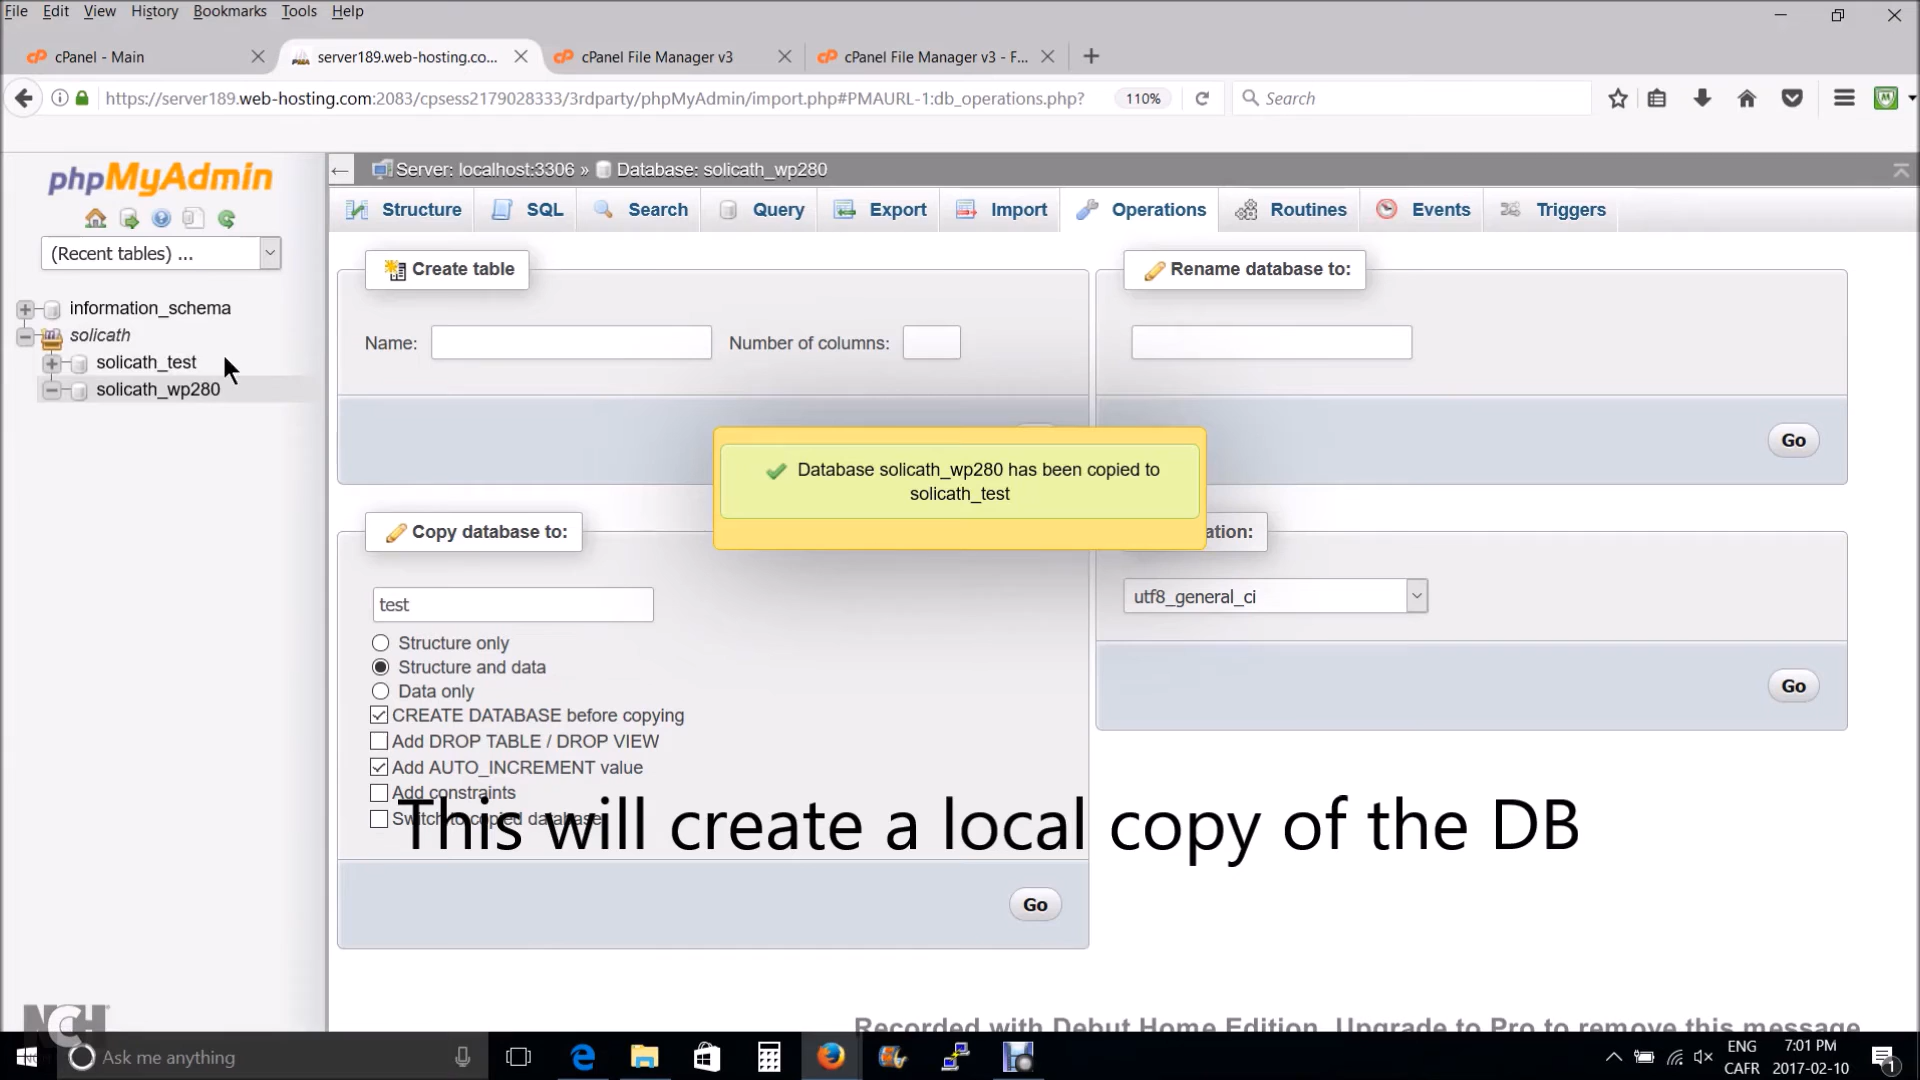 File Edit View History Bookmarks Tools Help
cPanel - Main
server189.web-hosting.co...
cPanel File Manager v3
cPanel File Manager v3 - F...
https://server189.web-hosting.com:2083/cpsess2179028333/3rdparty/phpMyAdmin/import.php#PMAURL-1:db_operations.php?
110%
Search
phpMyAdmin
(Recent tables) ...
information_schema
solicath
solicath_test
solicath_wp280
Server: localhost:3306 » Database: solicath_wp280
Structure SQL Search Query Export Import Operations Routines Events Triggers
Create table
Name:
Number of columns:
Rename database to:
Go
Database solicath_wp280 has been copied to
solicath_test
Copy database to:
ation:
test
utf8_general_ci
Structure only
Structure and data
Data only
Go
CREATE DATABASE before copying
Add DROP TABLE / DROP VIEW
Add AUTO_INCREMENT value
Add constraints
Switch to copied database
This will create a local copy of the DB
Go
NCH
Recorded with Debut Home Edition. Upgrade to Pro to remove this message
Ask me anything
ENG
CAFR
7:01 PM
2017-02-10
1